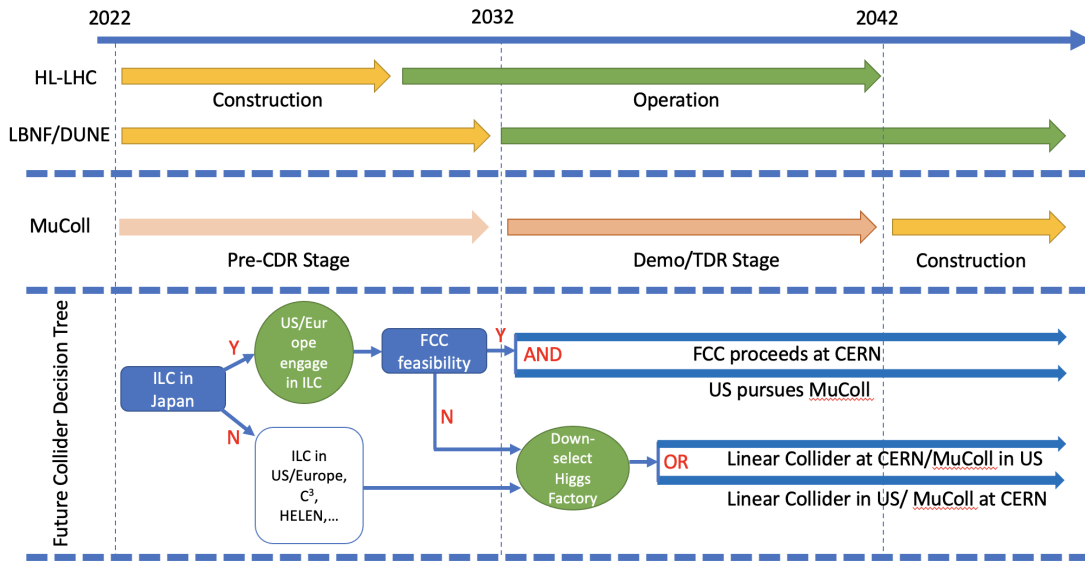 2022
2032
2042
HL-LHC
Construction
Operation
LBNF/DUNE
MuColl
Pre-CDR Stage
Demo/TDR Stage
Construction
Future Collider Decision Tree
ILC in
Japan
Y
N
US/Eur
ope
engage
in ILC
FCC
feasibility
Y
N
AND
FCC proceeds at CERN
US pursues MuColl
ILC in
US/Europe,
C³,
HELEN,...
Down-
select
Higgs
Factory
OR
Linear Collider at CERN/MuColl in US
Linear Collider in US/ MuColl at CERN